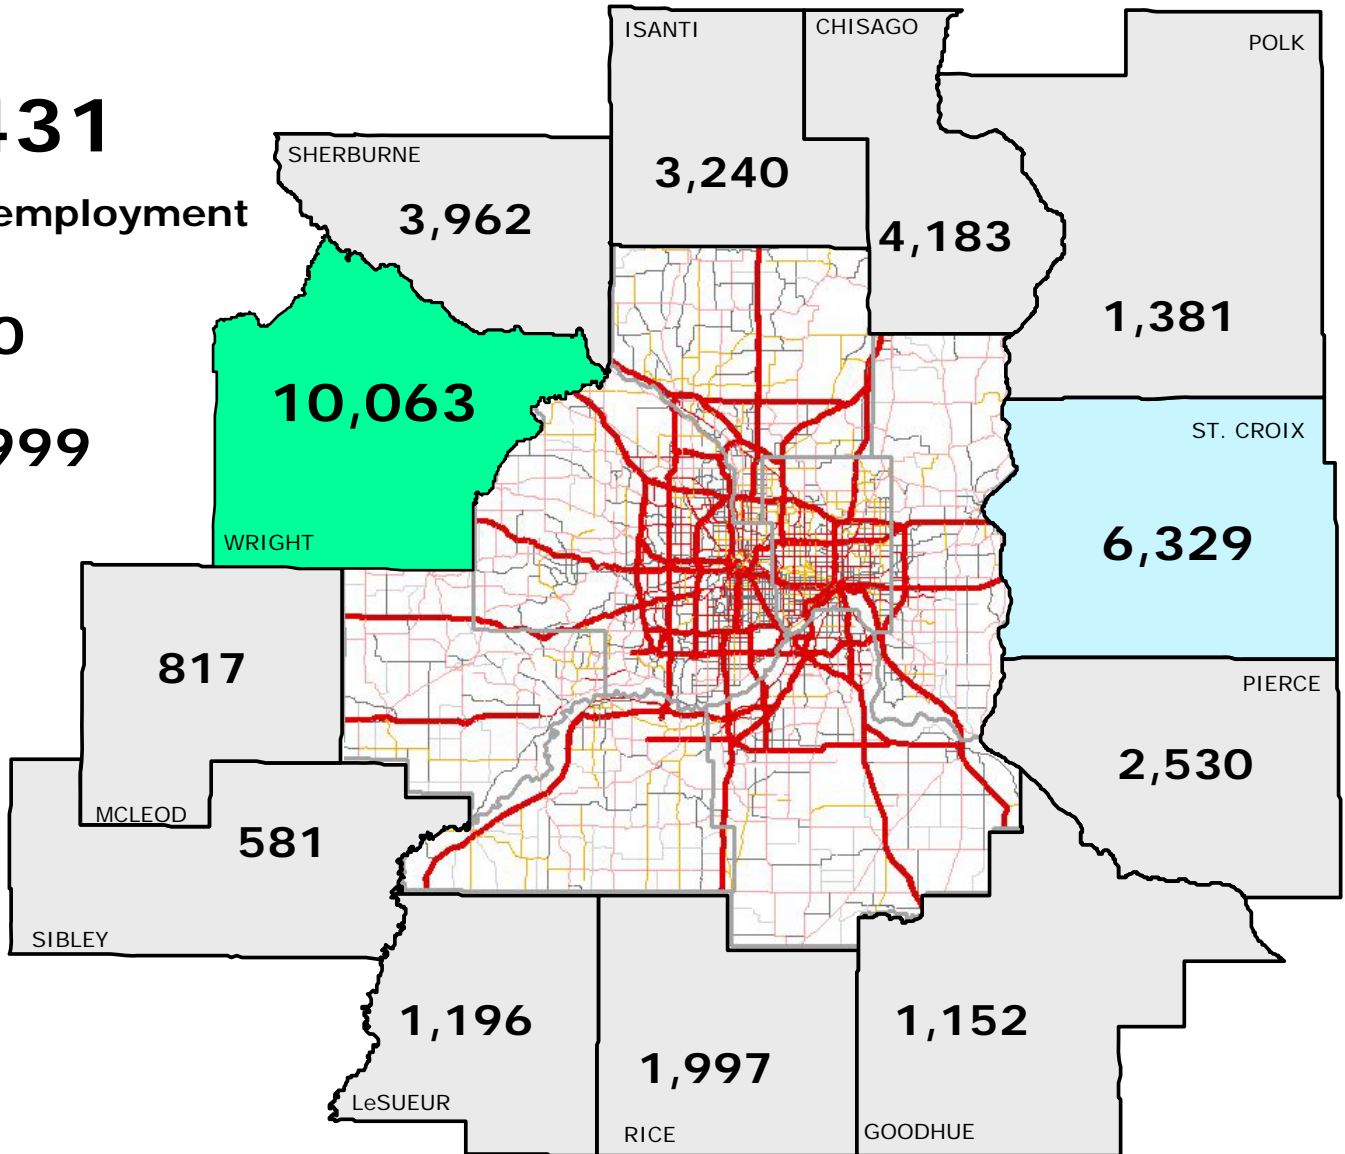 ISANTI
CHISAGO
POLK
431
SHERBURNE
3,240
employment
3,962
4,183
0
1,381
10,063
999
ST. CROIX
WRIGHT
6,329
817
PIERCE
2,530
MCLEOD
581
SIBLEY
1,196
1,152
1,997
LeSUEUR
RICE
GOODHUE